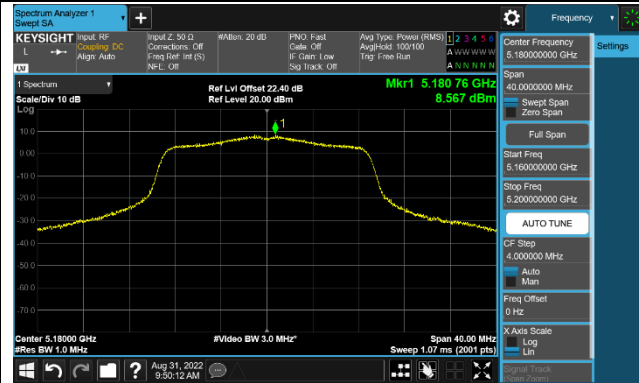 Spectrum Analyzer 1
Swept SA
Frequency
KEYSIGHT
L
Input: RF
Coupling: DC
Align: Auto
Input Z: 50 Ω
Corrections: Off
Freq Ref: Int (S)
NFE: Off
#Atten: 20 dB
PNO: Fast
Gate: Off
IF Gain: Low
Sig Track: Off
Avg Type: Power (RMS)
Avg|Hold: 100/100
Trig: Free Run
1 2 3 4 5 6
A W W W W W
A N N N N N
LXI
1 Spectrum
Scale/Div 10 dB
Log
Ref Lvl Offset 22.40 dB
Ref Level 20.00 dBm
Mkr1 5.180 76 GHz
8.567 dBm
1
10.0
0.00
-10.0
-20.0
-30.0
-40.0
-50.0
-60.0
-70.0
Center 5.18000 GHz
#Res BW 1.0 MHz
#Video BW 3.0 MHz*
Span 40.00 MHz
Sweep 1.07 ms (2001 pts)
Aug 31, 2022
9:50:12 AM
Center Frequency
5.180000000 GHz
Settings
Span
40.0000000 MHz
Swept Span
Zero Span
Full Span
Start Freq
5.160000000 GHz
Stop Freq
5.200000000 GHz
AUTO TUNE
CF Step
4.000000 MHz
Auto
Man
Freq Offset
0 Hz
X Axis Scale
Log
Lin
Signal Track
(Span Zoom)